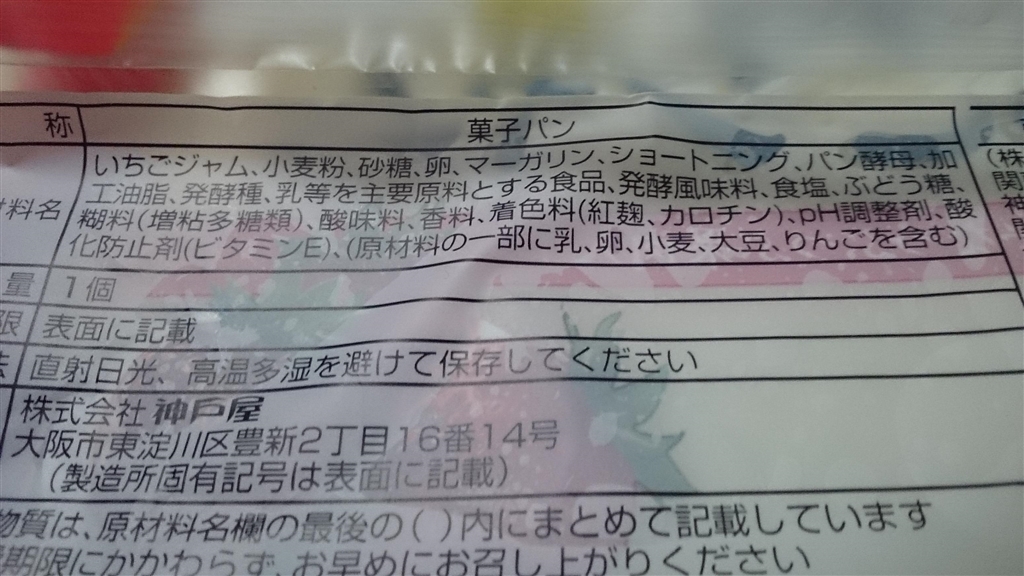 称 菓子パン
料名 いちごジャム、小麦粉、砂糖、卵、マーガリン、ショートニング、パン酵母、加
工油脂、発酵種、乳等を主要原料とする食品、発酵風味料、食塩、ぶどう糖、
糊料(増粘多糖類)、酸味料、香料、着色料(紅麹、カロチン)、pH調整剤、酸
化防止剤(ビタミンE)、(原材料の一部に乳、卵、小麦、大豆、りんごを含む)
量 1個
限 表面に記載
法 直射日光、高温多湿を避けて保存してください
株式会社 神戸屋
大阪市東淀川区豊新2丁目16番14号
(製造所固有記号は表面に記載)
物質は、原材料名欄の最後の( )内にまとめて記載しています
期限にかかわらず、お早めにお召し上がりください
(株
関
神
関